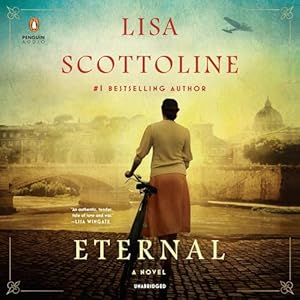 Penguin
Audio
LISA
SCOTTOLINE
#1 BESTSELLING AUTHOR
"An authentic, tender,
tale of love and war."
—LISA WINGATE
ETERNAL
A NOVEL
UNABRIDGED